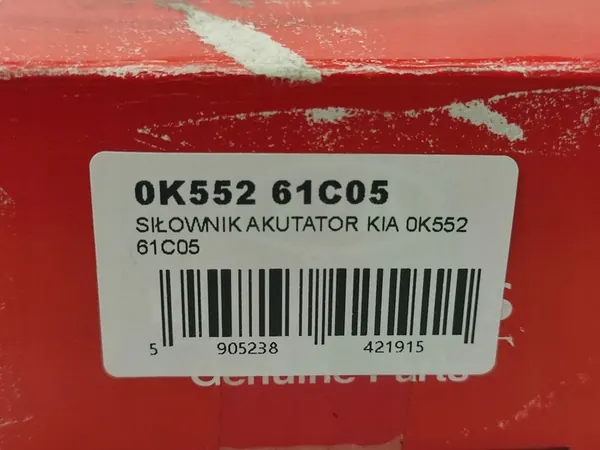 0K552 61C05
SIŁOWNIK AKUTATOR KIA 0K552
61C05
S
5 905238 421915
Genuine Parts